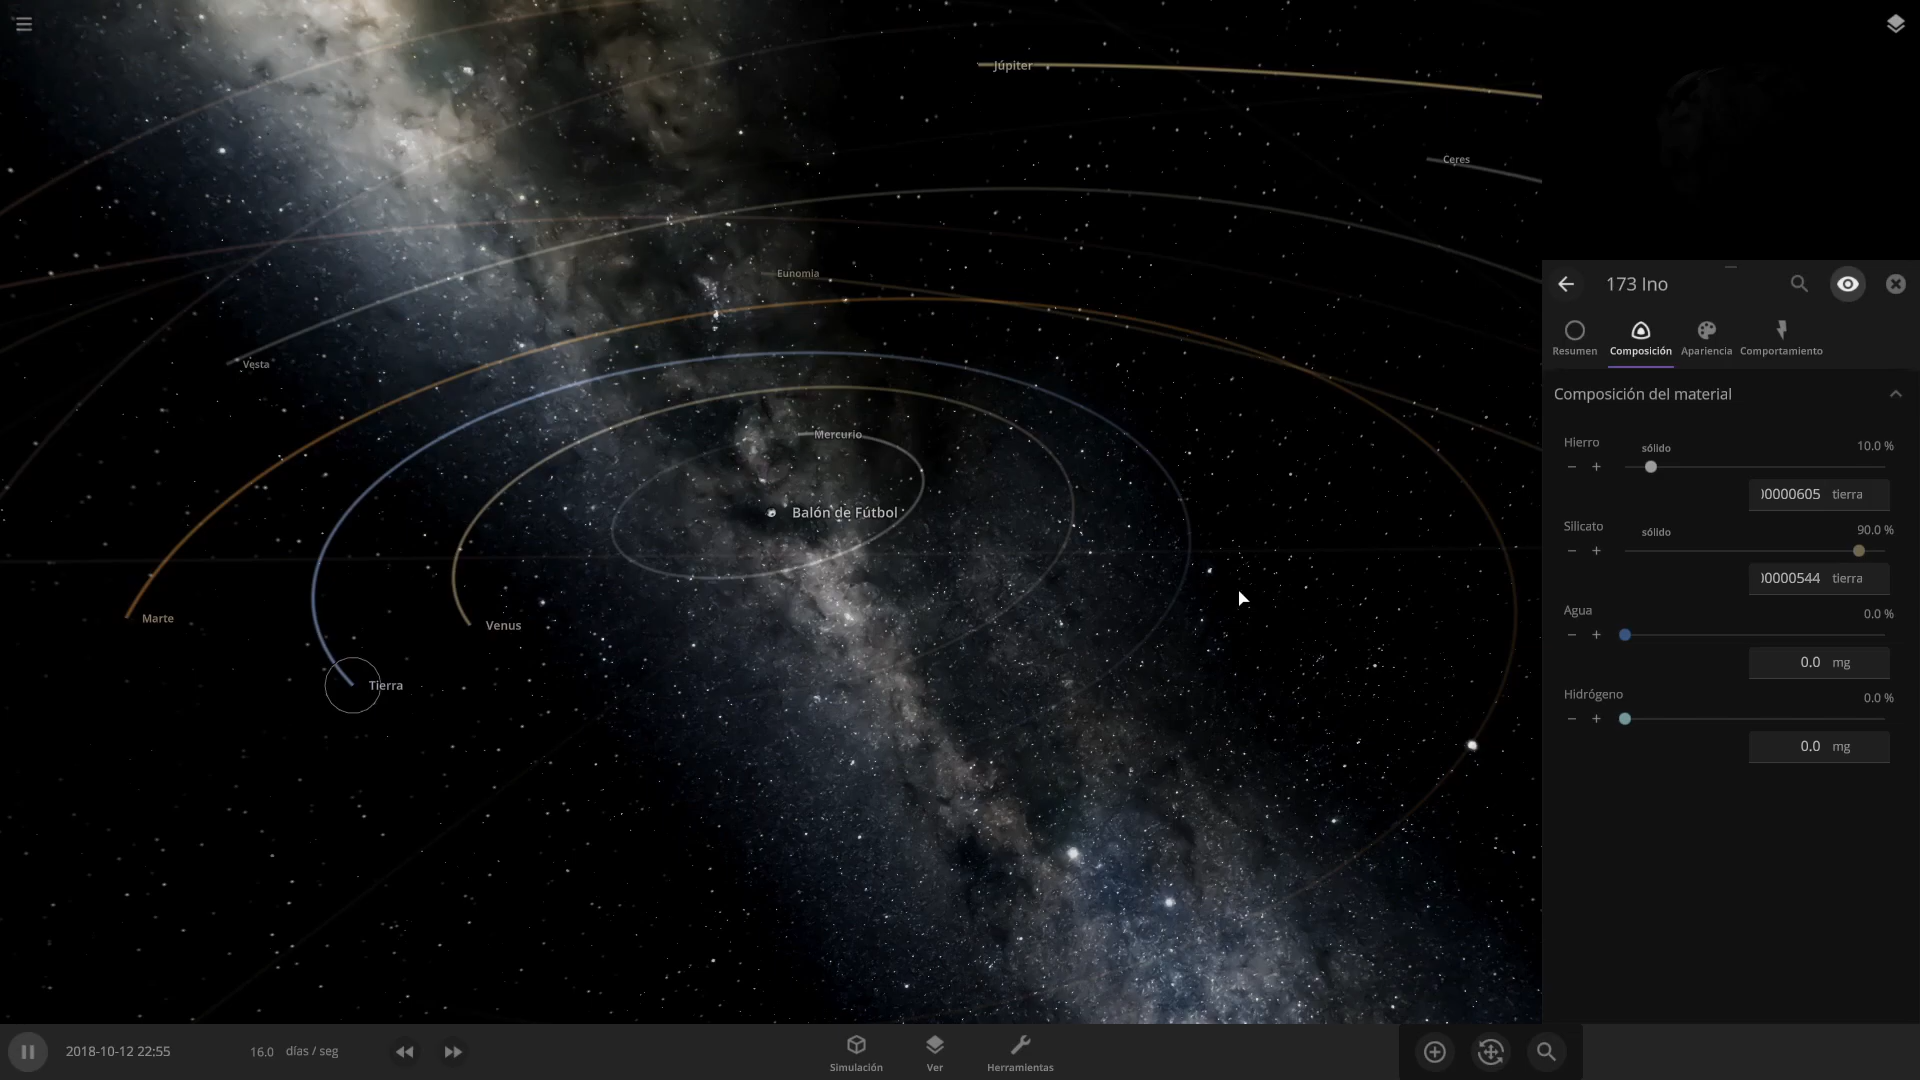 Júpiter
Ceres
Eunomia
Vesta
Mercurio
Balón de Fútbol
Marte
Venus
Tierra
173 Ino
Resumen
Composición
Apariencia
Comportamiento
Composición del material
Hierro
sólido
10.0 %
00000605 tierra
Silicato
sólido
90.0 %
00000544 tierra
Agua
0.0 %
0.0 mg
Hidrógeno
0.0 %
0.0 mg
2018-10-12 22:55
16.0 días / seg
Simulación
Ver
Herramientas